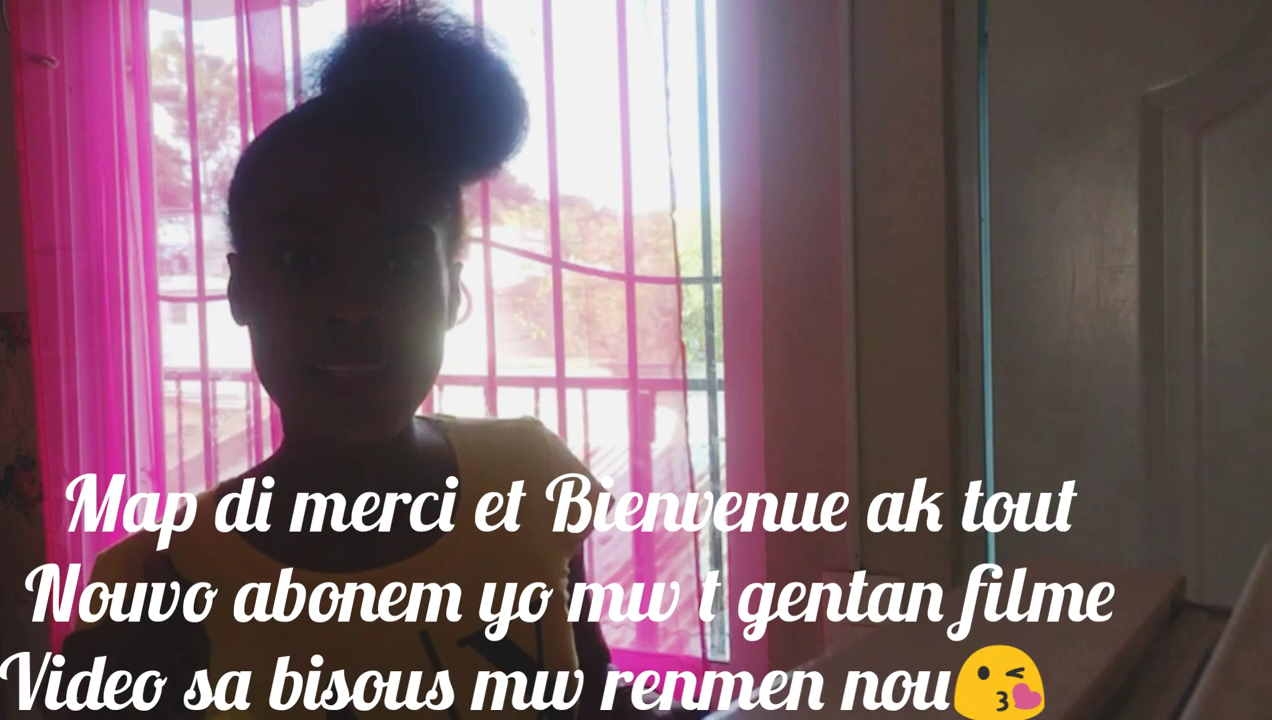 Map di merci et Bienvenue ak tout
Nouvo abonem yo mw t gentan filme
Video sa bisous mw renmen nou😘